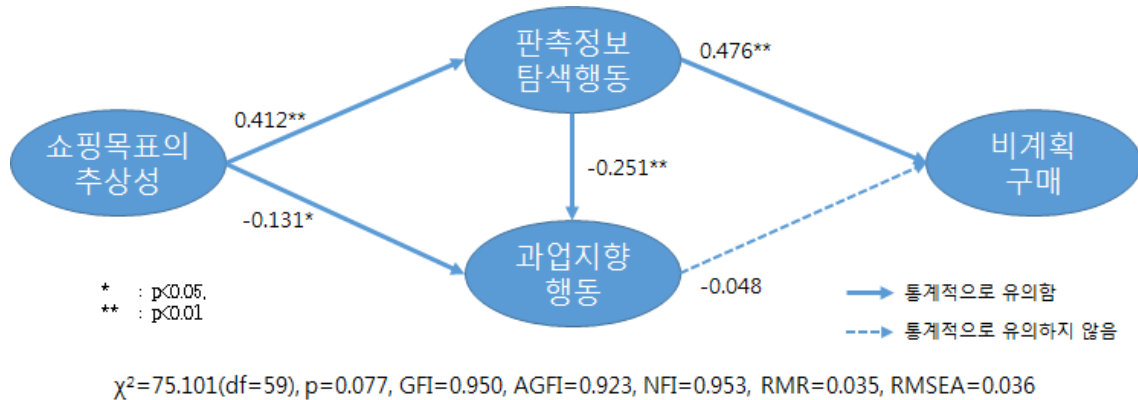 판촉정보
탐색행동
0.476**
0.412**
쇼핑목표의
추상성
비계획
구매
-0.251**
-0.131*
과업지향
행동
-0.048
* : p<0.05,
** : p<0.01
통계적으로 유의함
통계적으로 유의하지 않음
χ²=75.101(df=59), p=0.077, GFI=0.950, AGFI=0.923, NFI=0.953, RMR=0.035, RMSEA=0.036